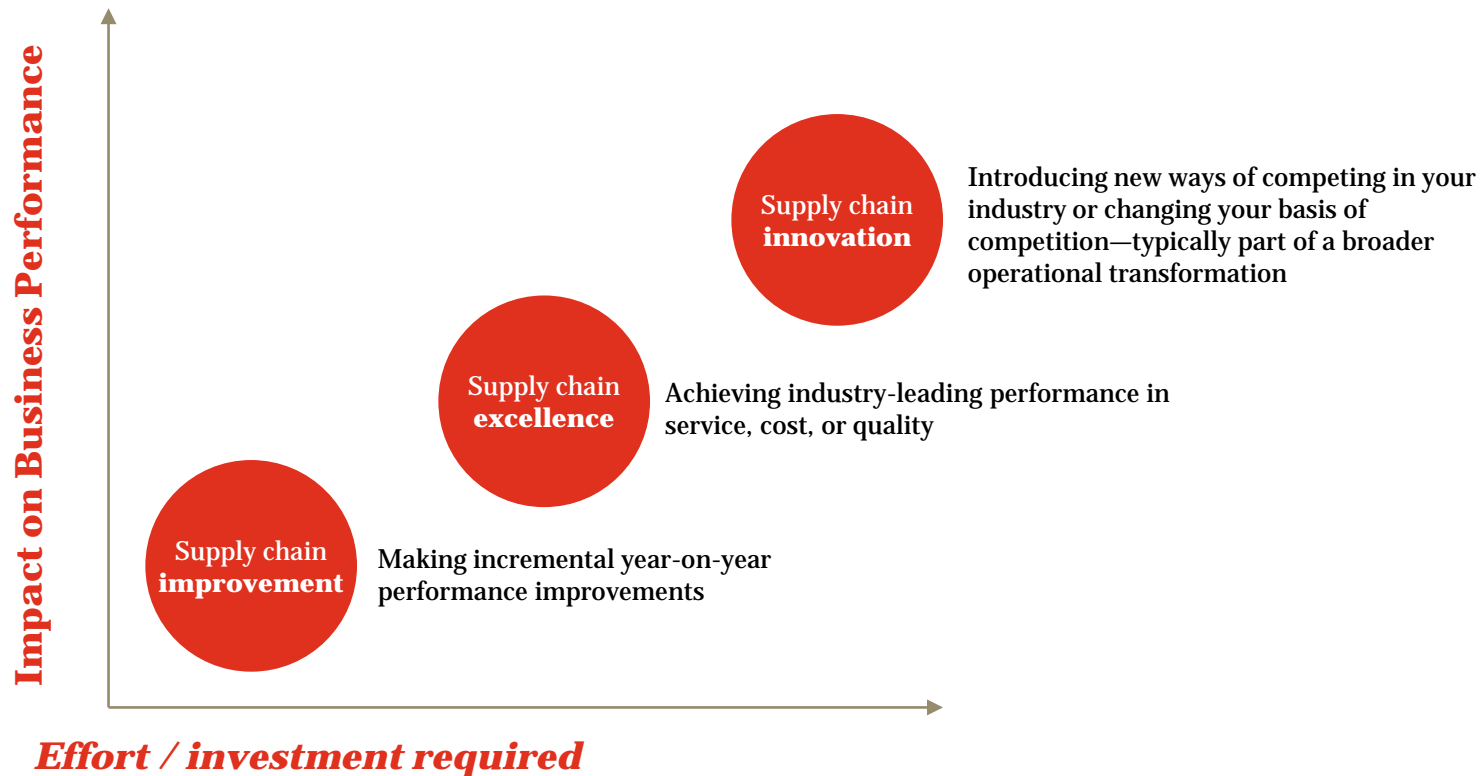 Impact on Business Performance
Supply chain
innovation
Introducing new ways of competing in your
industry or changing your basis of
competition—typically part of a broader
operational transformation
Supply chain
excellence
Achieving industry-leading performance in
service, cost, or quality
Supply chain
improvement
Making incremental year-on-year
performance improvements
Effort / investment required